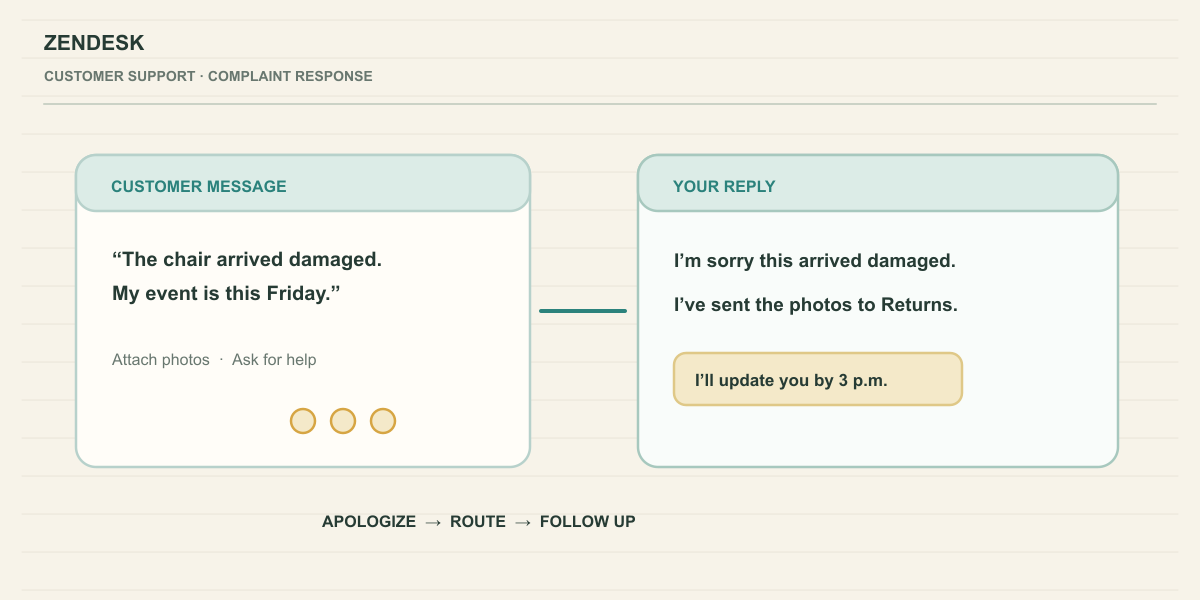 ZENDESK
CUSTOMER SUPPORT · COMPLAINT RESPONSE
CUSTOMER MESSAGE
“The chair arrived damaged.
My event is this Friday.”
Attach photos · Ask for help
YOUR REPLY
I’m sorry this arrived damaged.
I’ve sent the photos to Returns.
I’ll update you by 3 p.m.
APOLOGIZE → ROUTE → FOLLOW UP